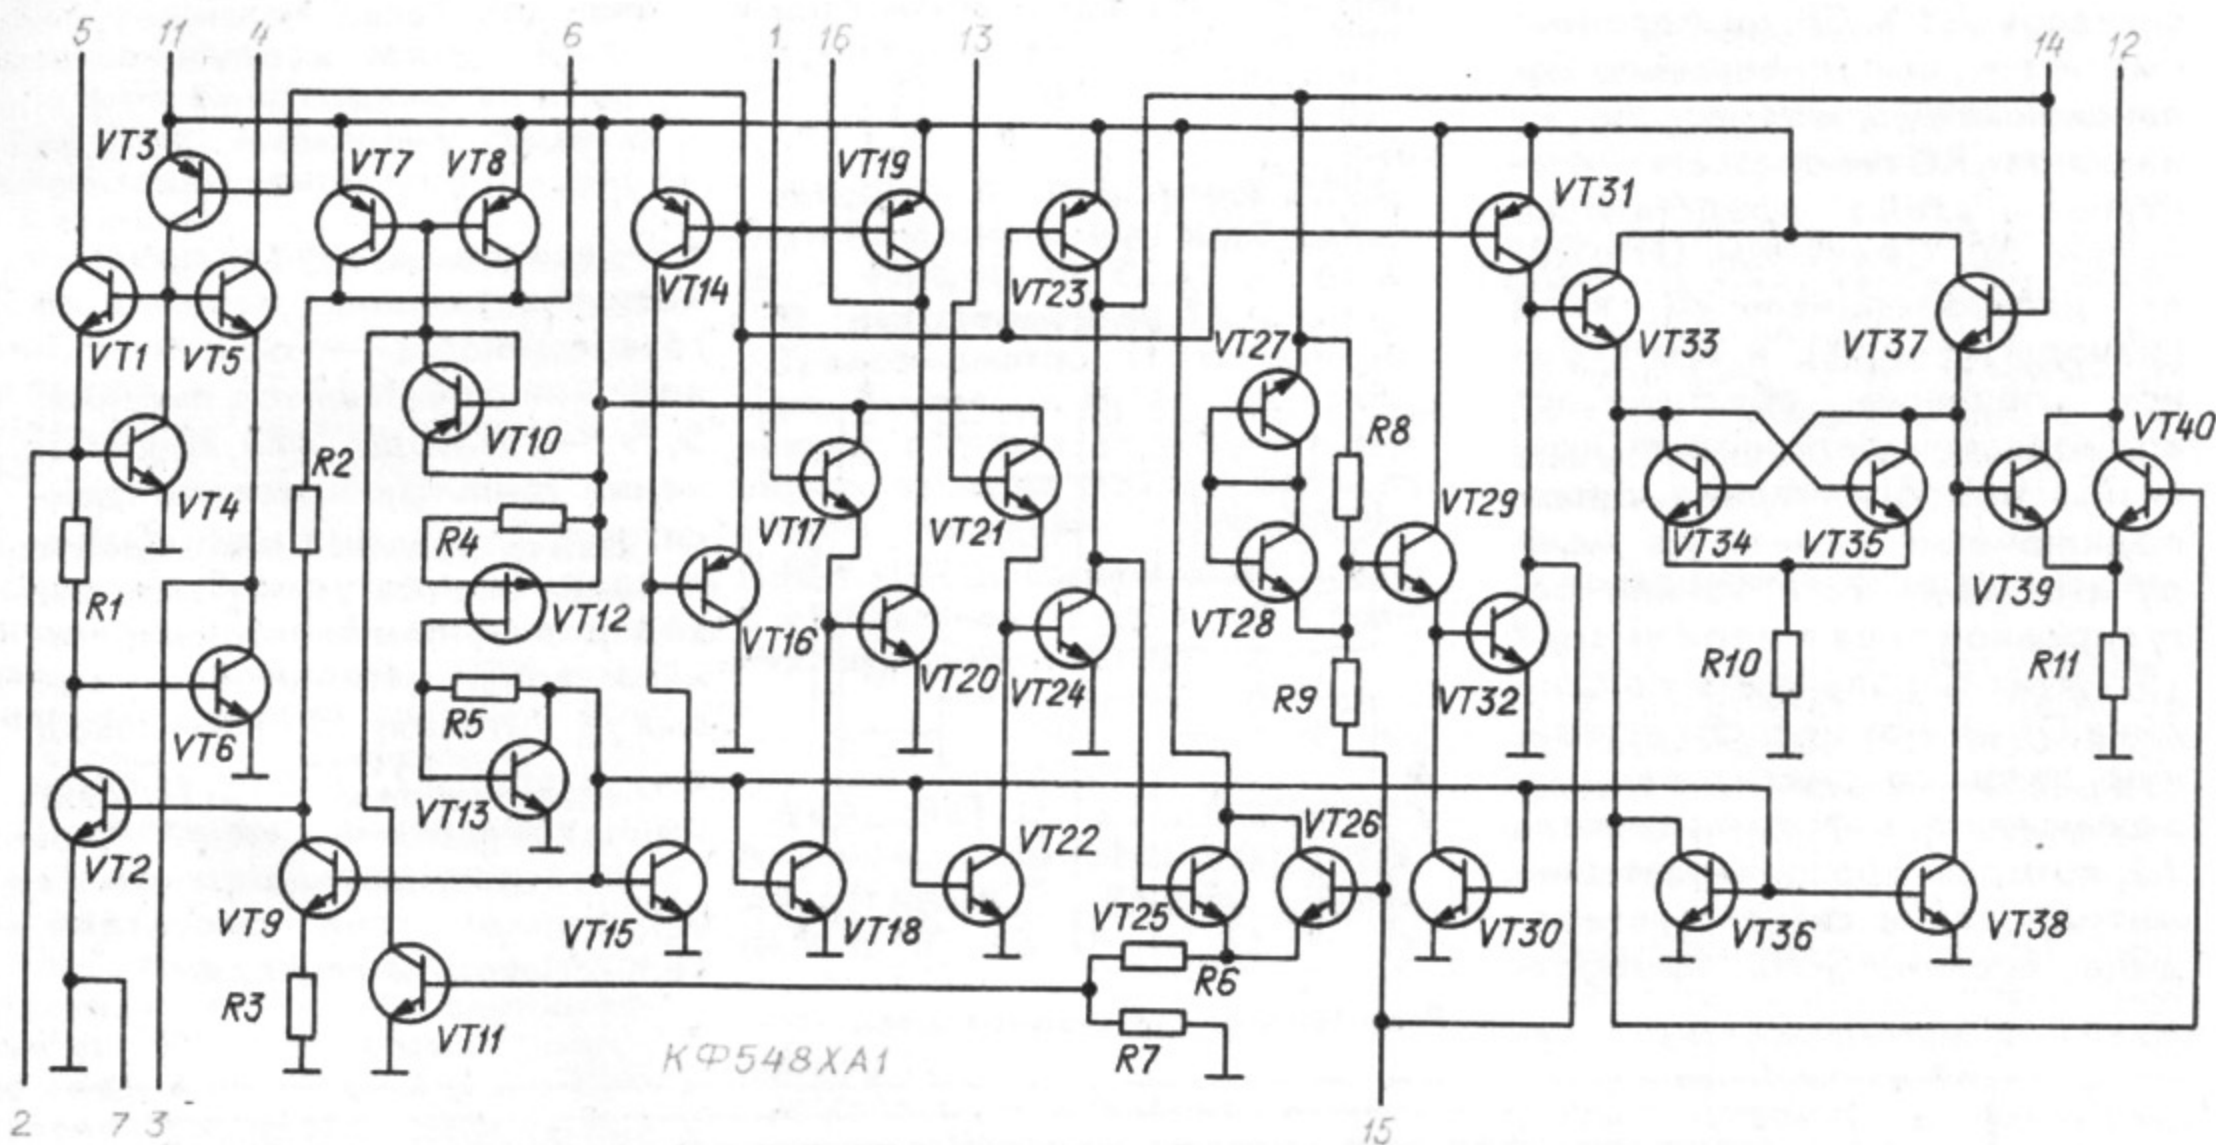 5 11 4 6 1 16 13 14 12
VT3 VT7 VT8 VT19 VT31
VT1 VT5 VT14 VT23 VT27 VT33 VT37
VT10 R2 R8 VT40
VT4 R4 VT17 VT21 VT29 VT34 VT35
R1 VT12 VT16 VT28 VT39
VT6 R5 VT20 VT24 R9 VT32 R10 R11
VT13 VT22 VT26
VT2 VT9 VT15 VT18 VT25 VT30 VT36 VT38
R3 VT11 R6
КФ548ХА1 R7
2 7 3 15